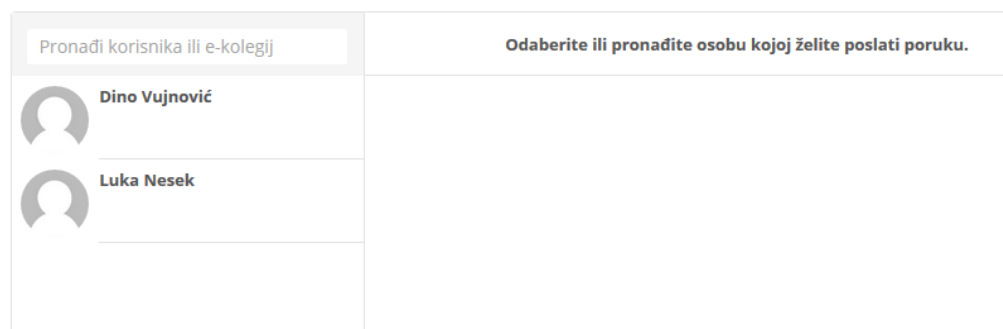 Pronađi korisnika ili e-kolegij
Odaberite ili pronađite osobu kojoj želite poslati poruku.
Dino Vujnović
Luka Nesek